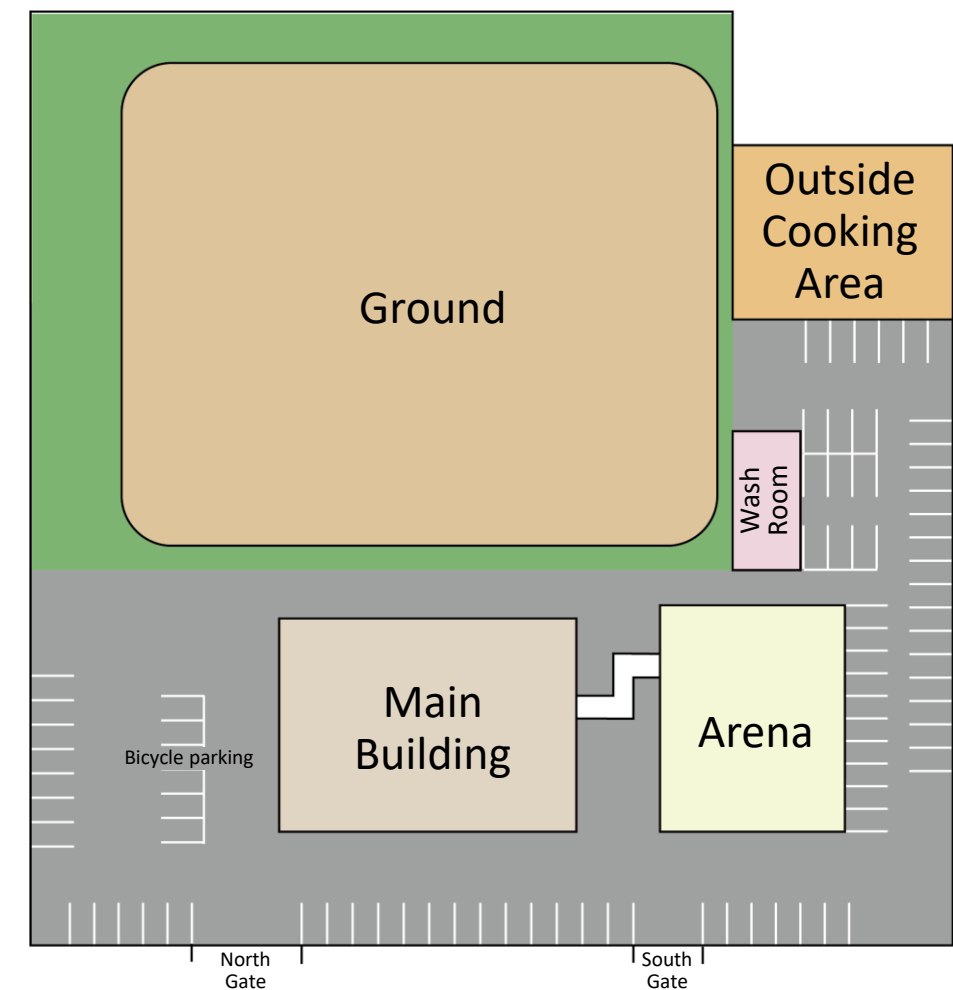 Outside
Cooking
Area
Ground
Wash
Room
Main
Building
Arena
Bicycle parking
North
Gate
South
Gate